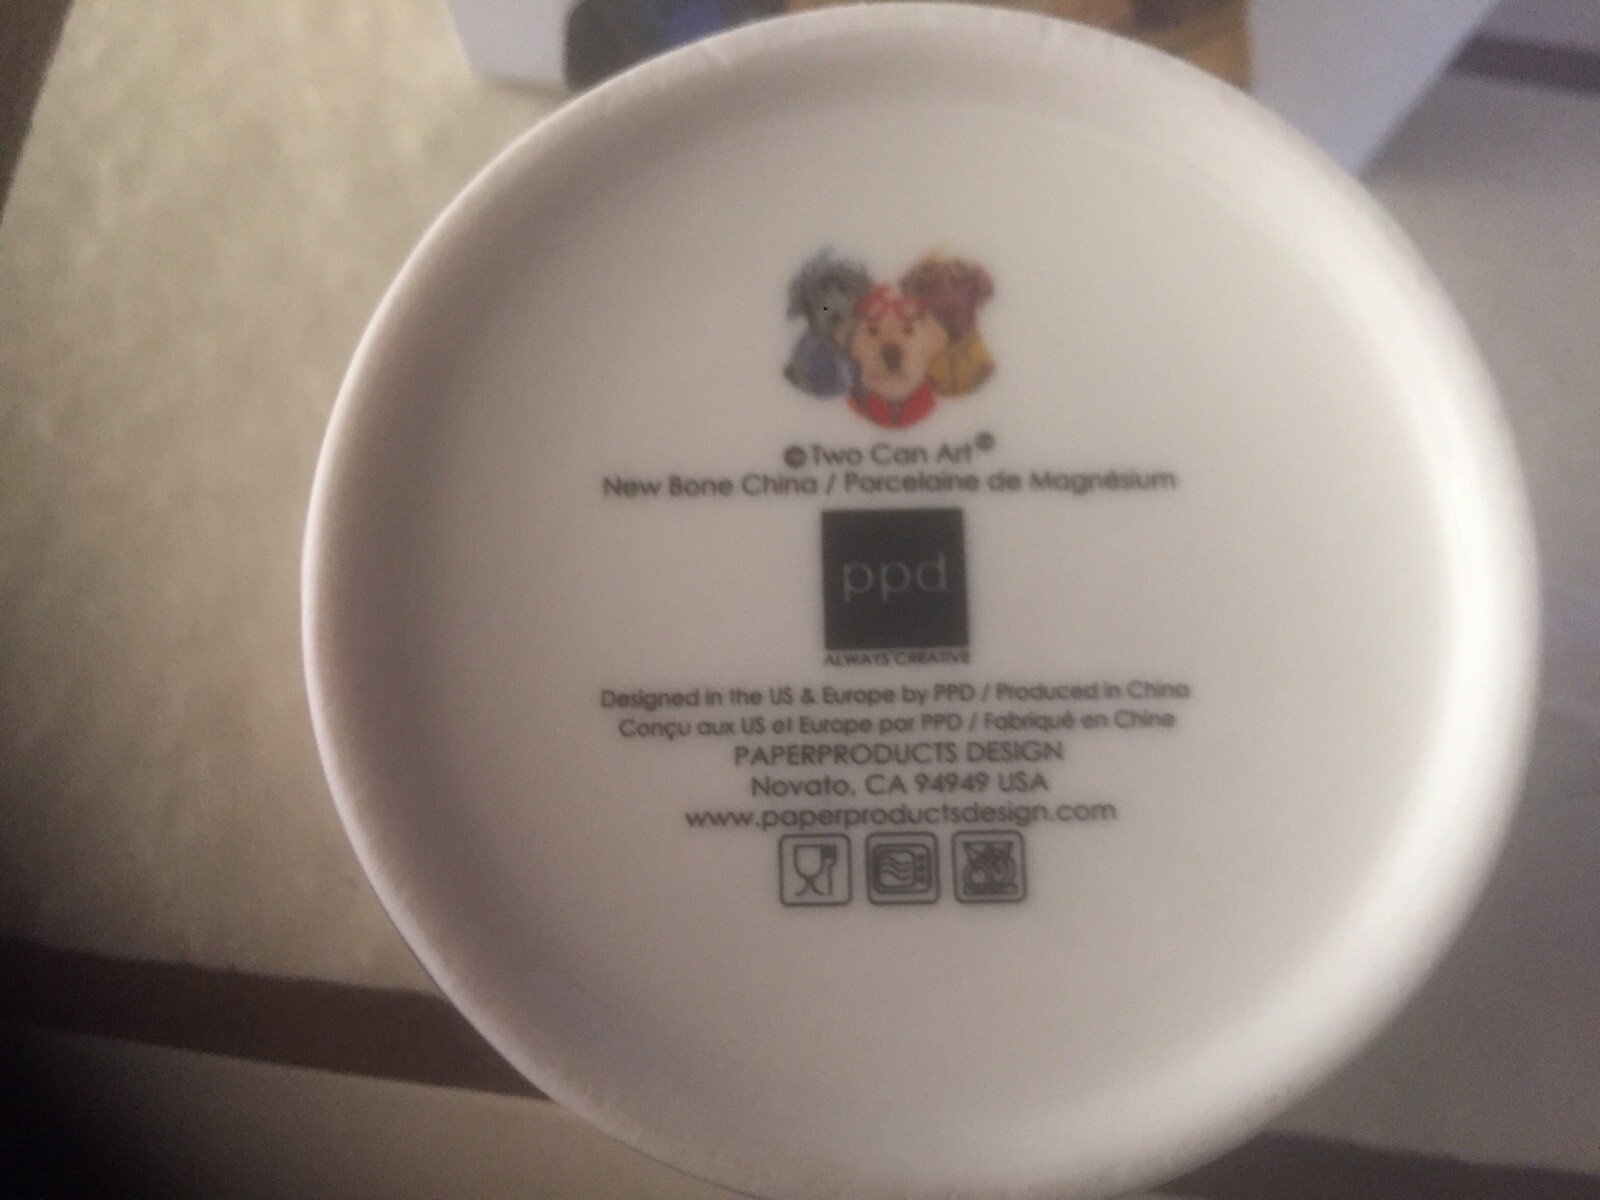 ©Two Can Art®
New Bone China / Porcelaine de Magnésium
ppd
ALWAYS CREATIVE
Designed in the US & Europe by PPD / Produced in China
Conçu aux US et Europe par PPD / Fabriqué en Chine
PAPERPRODUCTS DESIGN
Novato, CA 94949 USA
www.paperproductsdesign.com